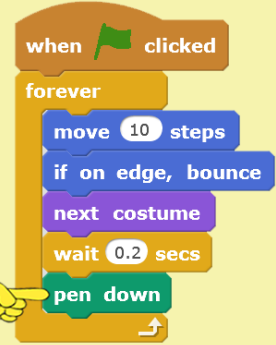 when clicked
forever
move 10 steps
if on edge, bounce
next costume
wait 0.2 secs
pen down